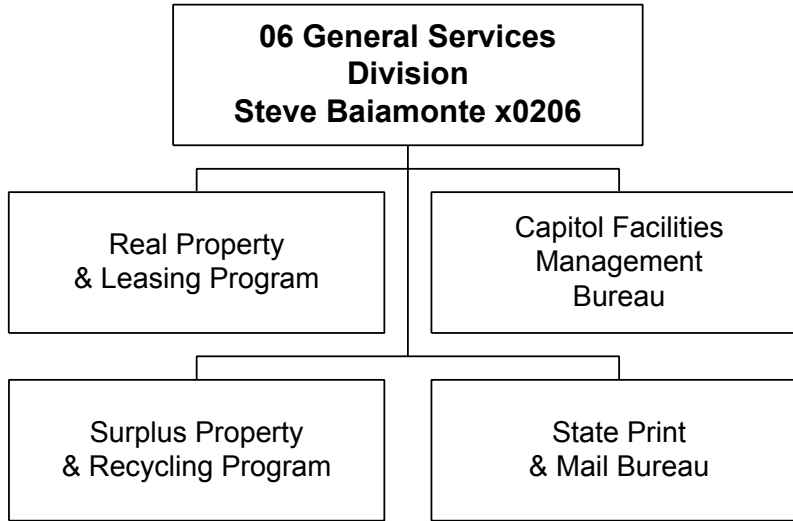 06 General Services
Division
Steve Baiamonte x0206
Real Property
& Leasing Program
Capitol Facilities
Management
Bureau
Surplus Property
& Recycling Program
State Print
& Mail Bureau